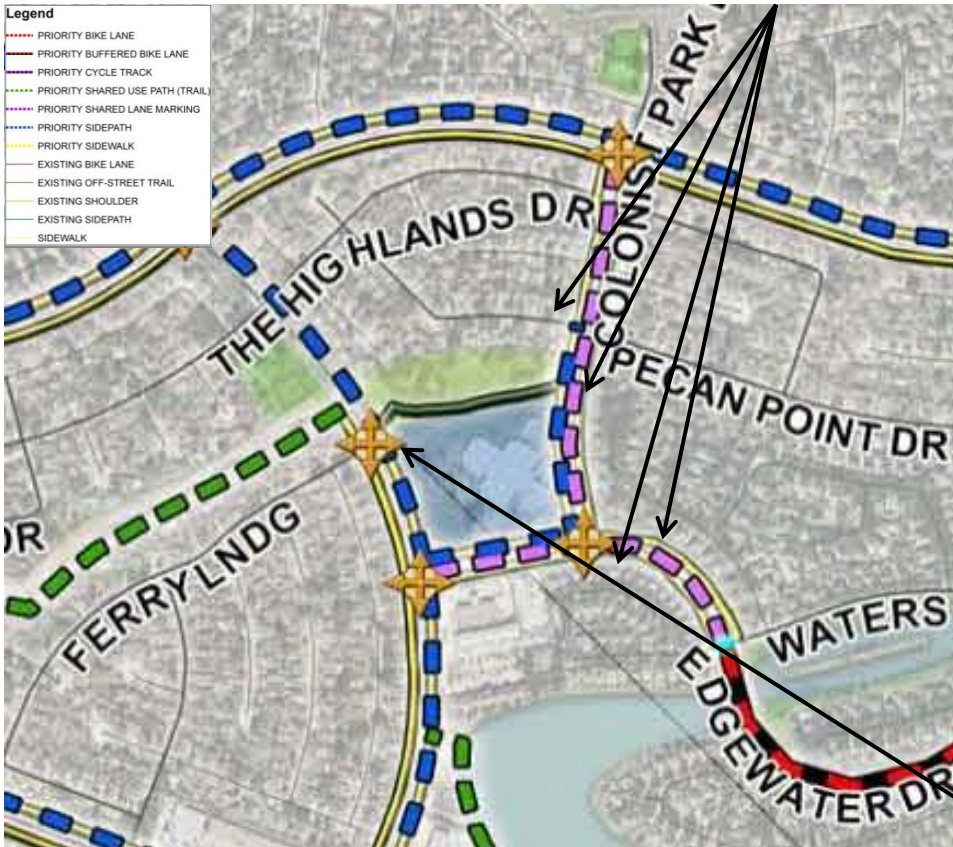 Legend
PRIORITY BIKE LANE
PRIORITY BUFFERED BIKE LANE
PRIORITY CYCLE TRACK
PRIORITY SHARED USE PATH (TRAIL)
PRIORITY SHARED LANE MARKING
PRIORITY SIDEPATH
PRIORITY SIDEWALK
EXISTING BIKE LANE
EXISTING OFF-STREET TRAIL
EXISTING SHOULDER
EXISTING SIDEPATH
SIDEWALK
COLONIST PARK
THE HIGHLANDS DR
PECAN POINT DR
DR
FERRY LNDG
WATERS
EDGEWATER DR